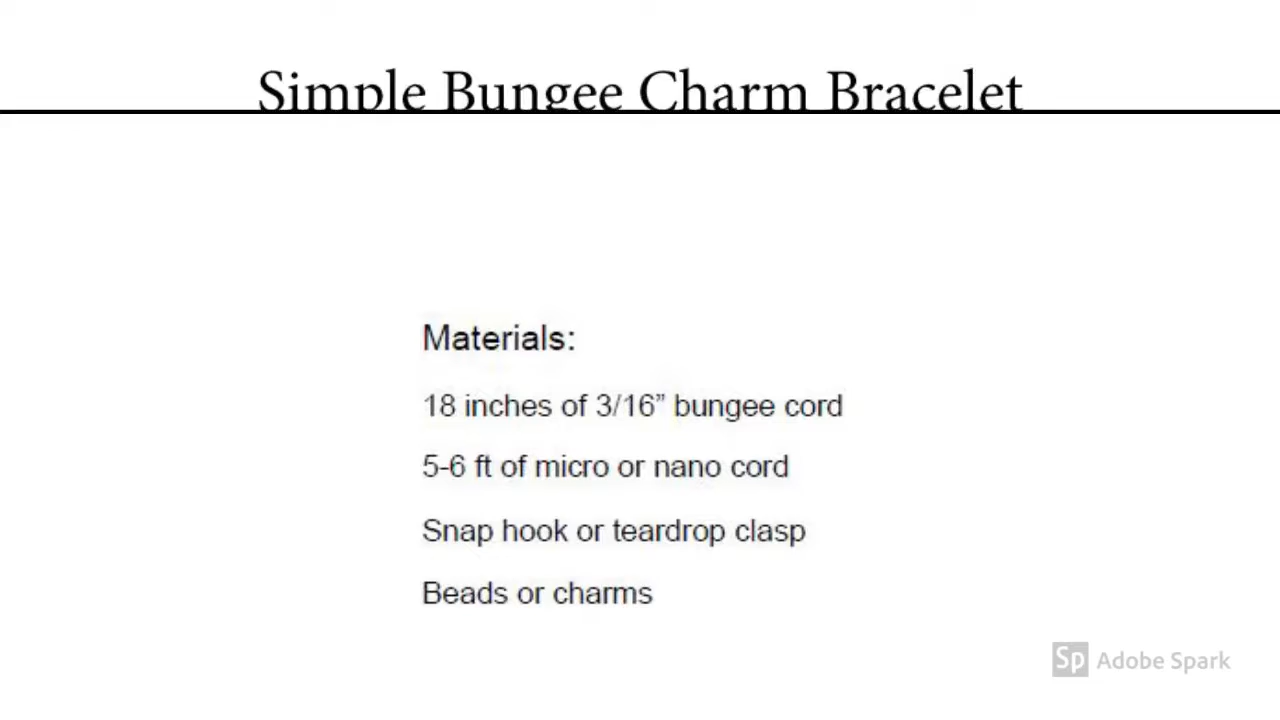 Simple Bungee Charm Bracelet
Materials:
18 inches of 3/16” bungee cord
5-6 ft of micro or nano cord
Snap hook or teardrop clasp
Beads or charms
Sp Adobe Spark